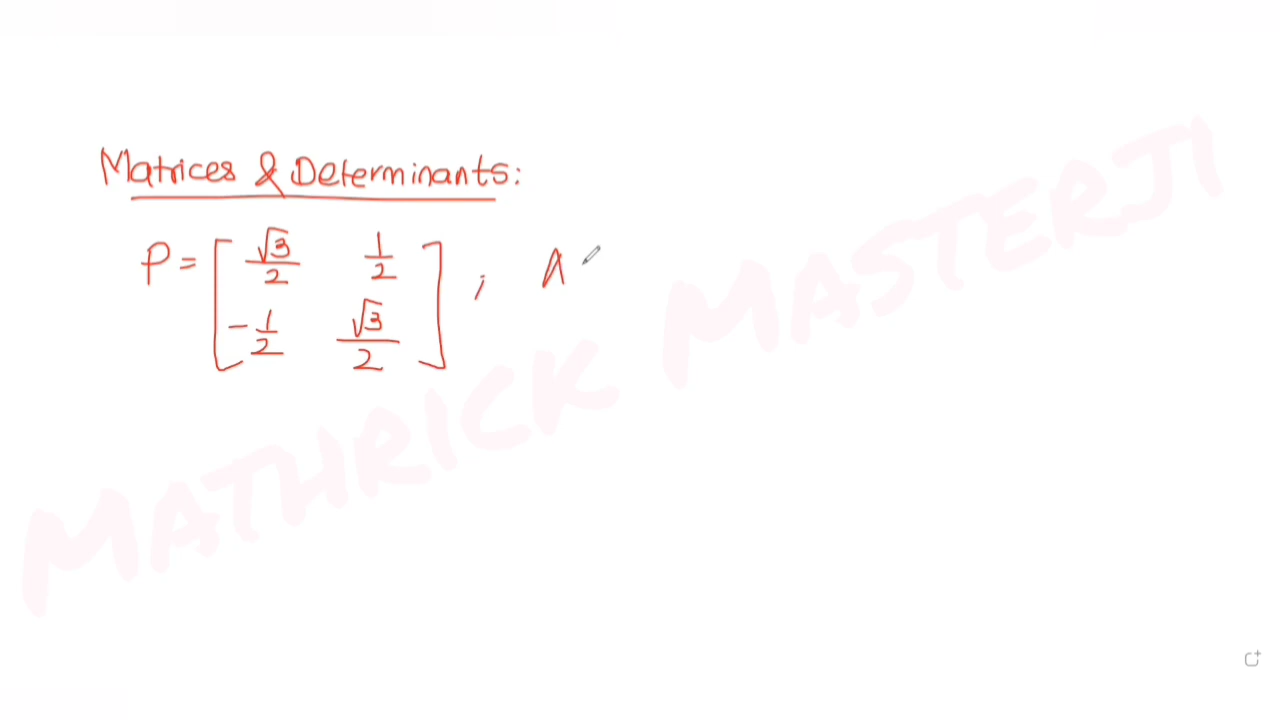 Matrices & Determinants:
P = [ √3/2 1/2 ; A
-1/2 √3/2 ]
MATHRICK MASTERJI